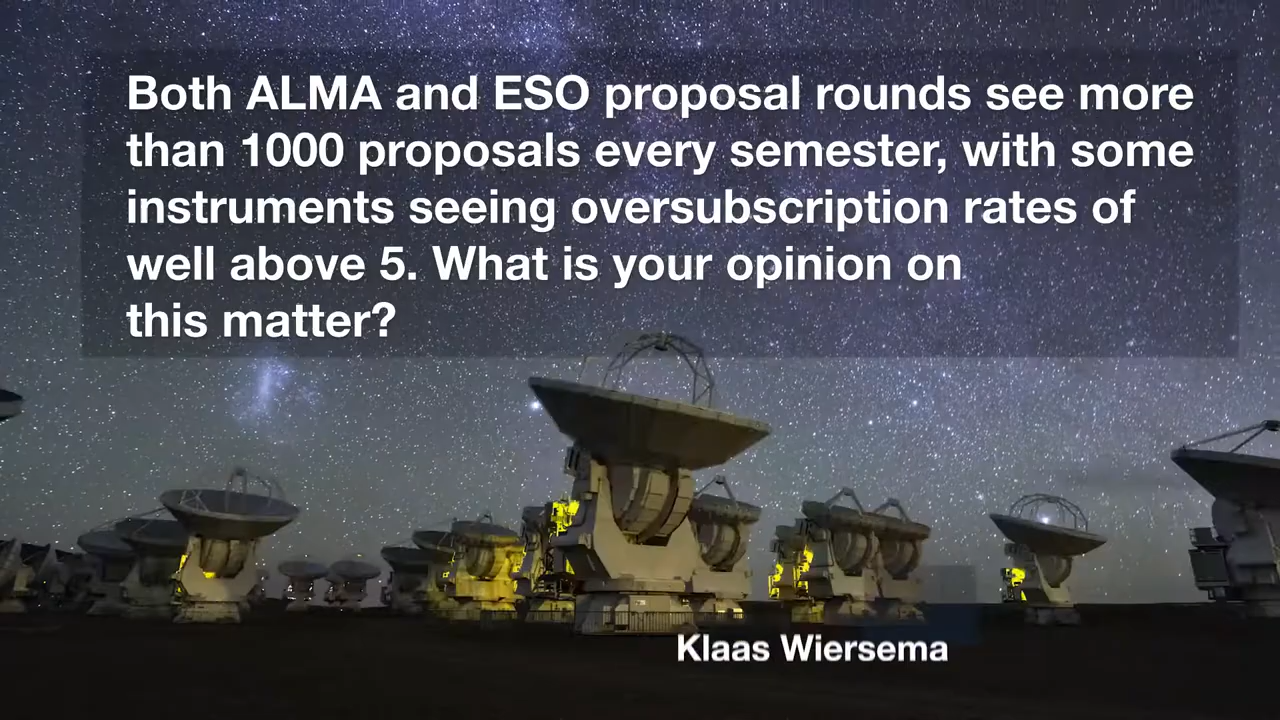 Both ALMA and ESO proposal rounds see more
than 1000 proposals every semester, with some
instruments seeing oversubscription rates of
well above 5. What is your opinion on
this matter?
Klaas Wiersema